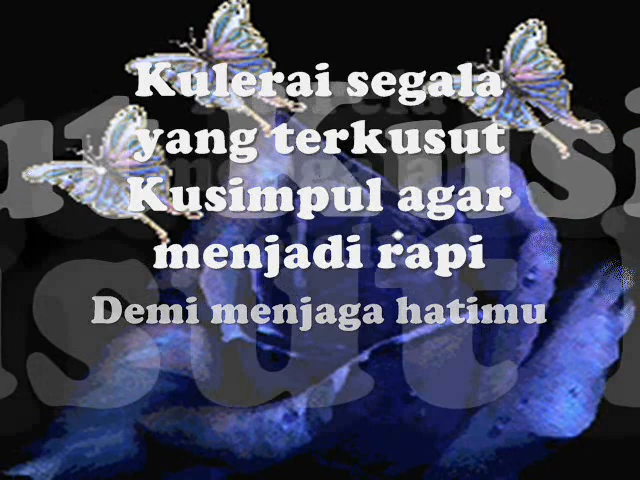 Kulerai segala
yang terkusut
Kusimpul agar
menjadi rapi
Demi menjaga hatimu